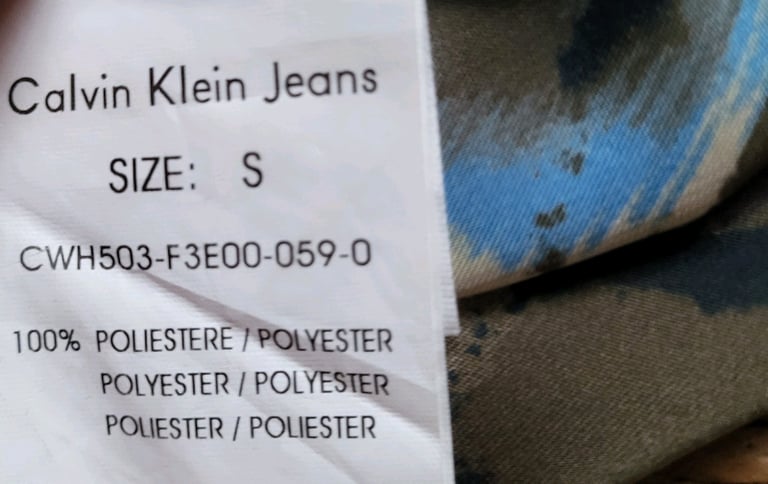 Calvin Klein Jeans
SIZE: S
CWH503-F3E00-059-0
100% POLIESTERE / POLYESTER
POLYESTER / POLYESTER
POLIESTER / POLIESTER